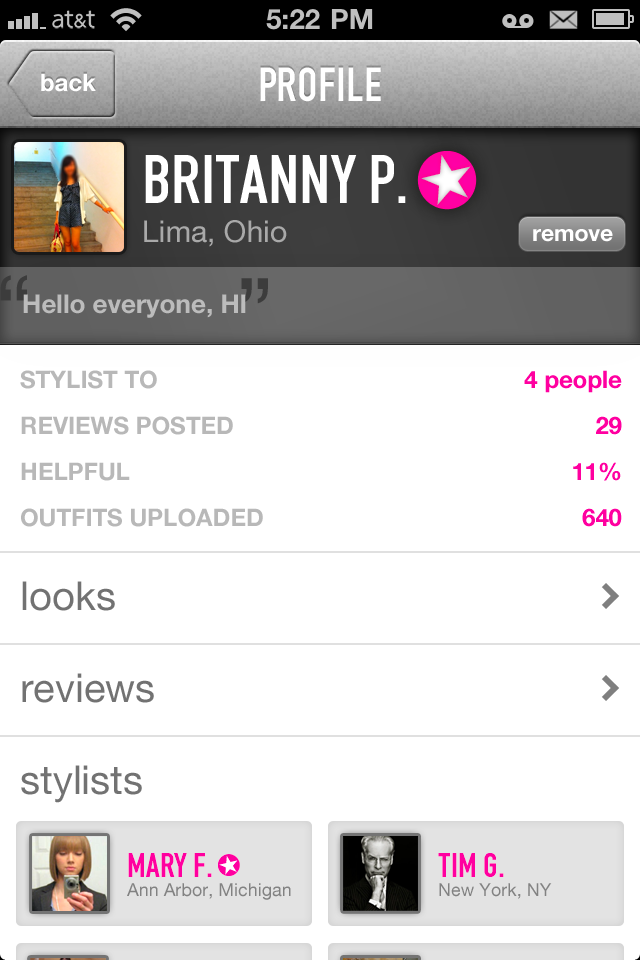 at&t 5:22 PM
back PROFILE
BRITANNY P.
Lima, Ohio
remove
“Hello everyone, HI”
STYLIST TO 4 people
REVIEWS POSTED 29
HELPFUL 11%
OUTFITS UPLOADED 640
looks
reviews
stylists
MARY F. TIM G.
Ann Arbor, Michigan New York, NY